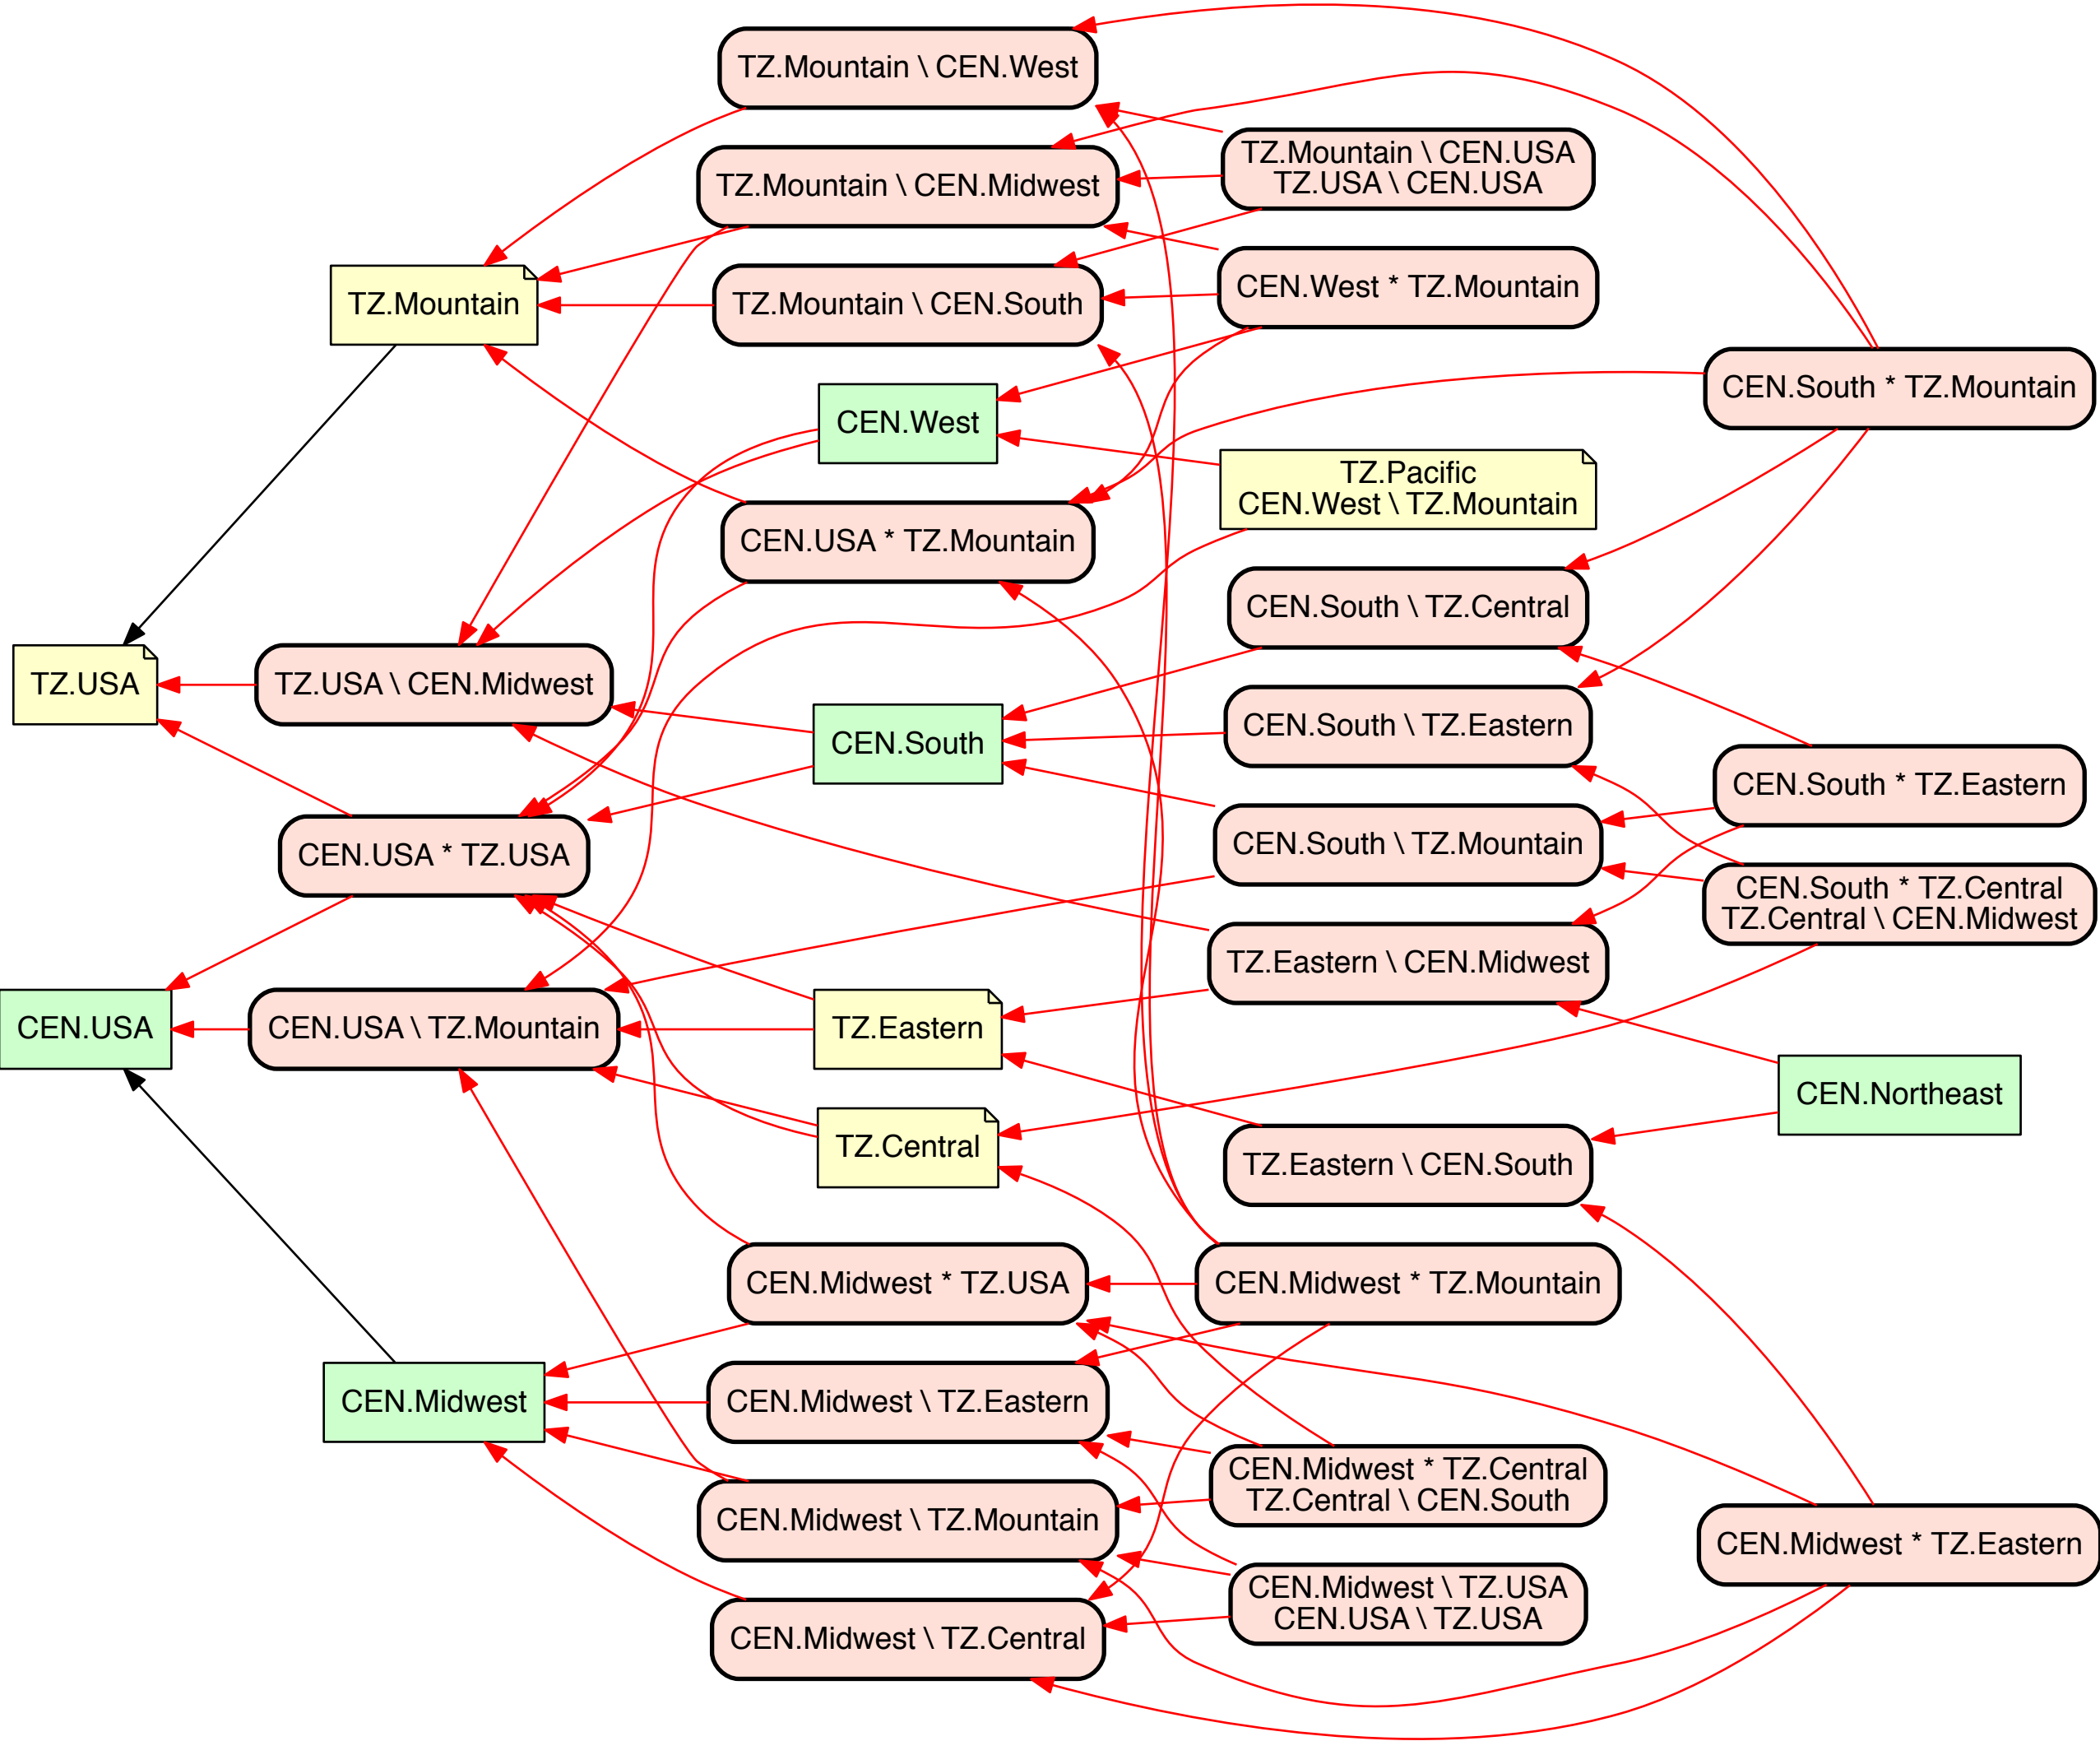 TZ.Mountain \ CEN.West
TZ.Mountain \ CEN.USA
TZ.USA \ CEN.USA
TZ.Mountain \ CEN.Midwest
CEN.West * TZ.Mountain
TZ.Mountain
TZ.Mountain \ CEN.South
CEN.South * TZ.Mountain
CEN.West
TZ.Pacific
CEN.West \ TZ.Mountain
CEN.USA * TZ.Mountain
CEN.South \ TZ.Central
TZ.USA
TZ.USA \ CEN.Midwest
CEN.South
CEN.South \ TZ.Eastern
CEN.South * TZ.Eastern
CEN.USA * TZ.USA
CEN.South \ TZ.Mountain
CEN.South * TZ.Central
TZ.Central \ CEN.Midwest
TZ.Eastern \ CEN.Midwest
CEN.USA
CEN.USA \ TZ.Mountain
TZ.Eastern
CEN.Northeast
TZ.Central
TZ.Eastern \ CEN.South
CEN.Midwest * TZ.USA
CEN.Midwest * TZ.Mountain
CEN.Midwest
CEN.Midwest \ TZ.Eastern
CEN.Midwest * TZ.Central
TZ.Central \ CEN.South
CEN.Midwest \ TZ.Mountain
CEN.Midwest * TZ.Eastern
CEN.Midwest \ TZ.USA
CEN.USA \ TZ.USA
CEN.Midwest \ TZ.Central